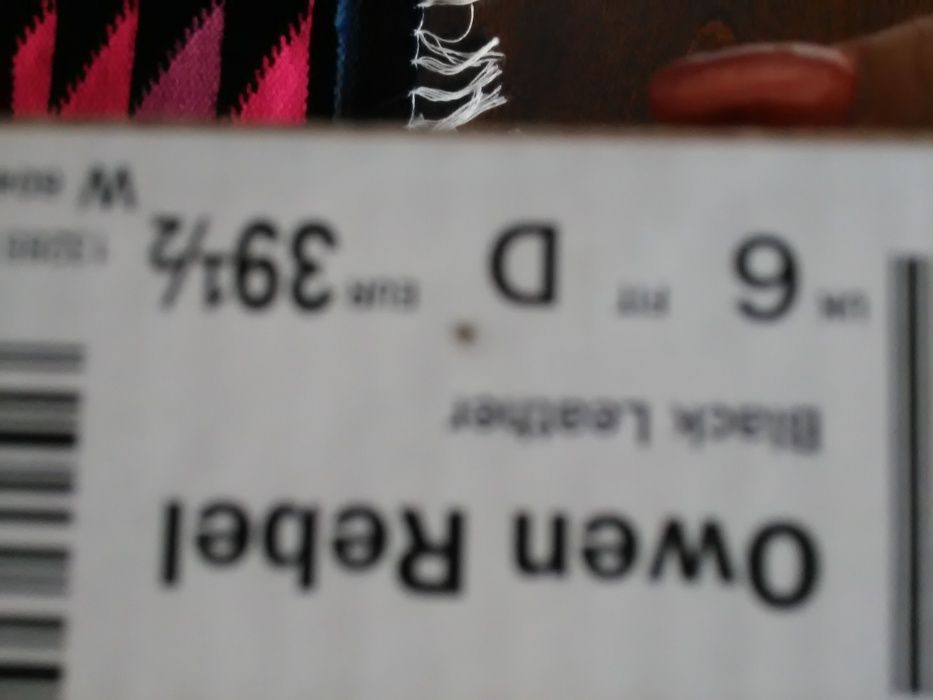 Owen Rebel
Black Leather
UK 6 FIT D EUR 39½
W